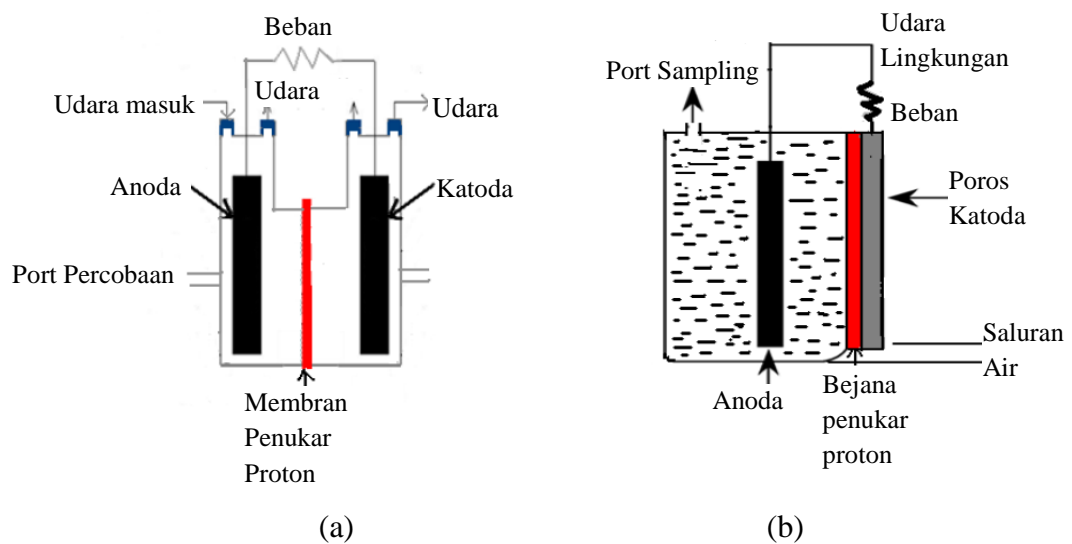 Beban
Udara
Udara masuk
Udara
Anoda
Katoda
Port Percobaan
Membran
Penukar
Proton
(a)
Udara
Lingkungan
Port Sampling
Beban
Poros
Katoda
Saluran
Air
Anoda
Bejana
penukar
proton
(b)